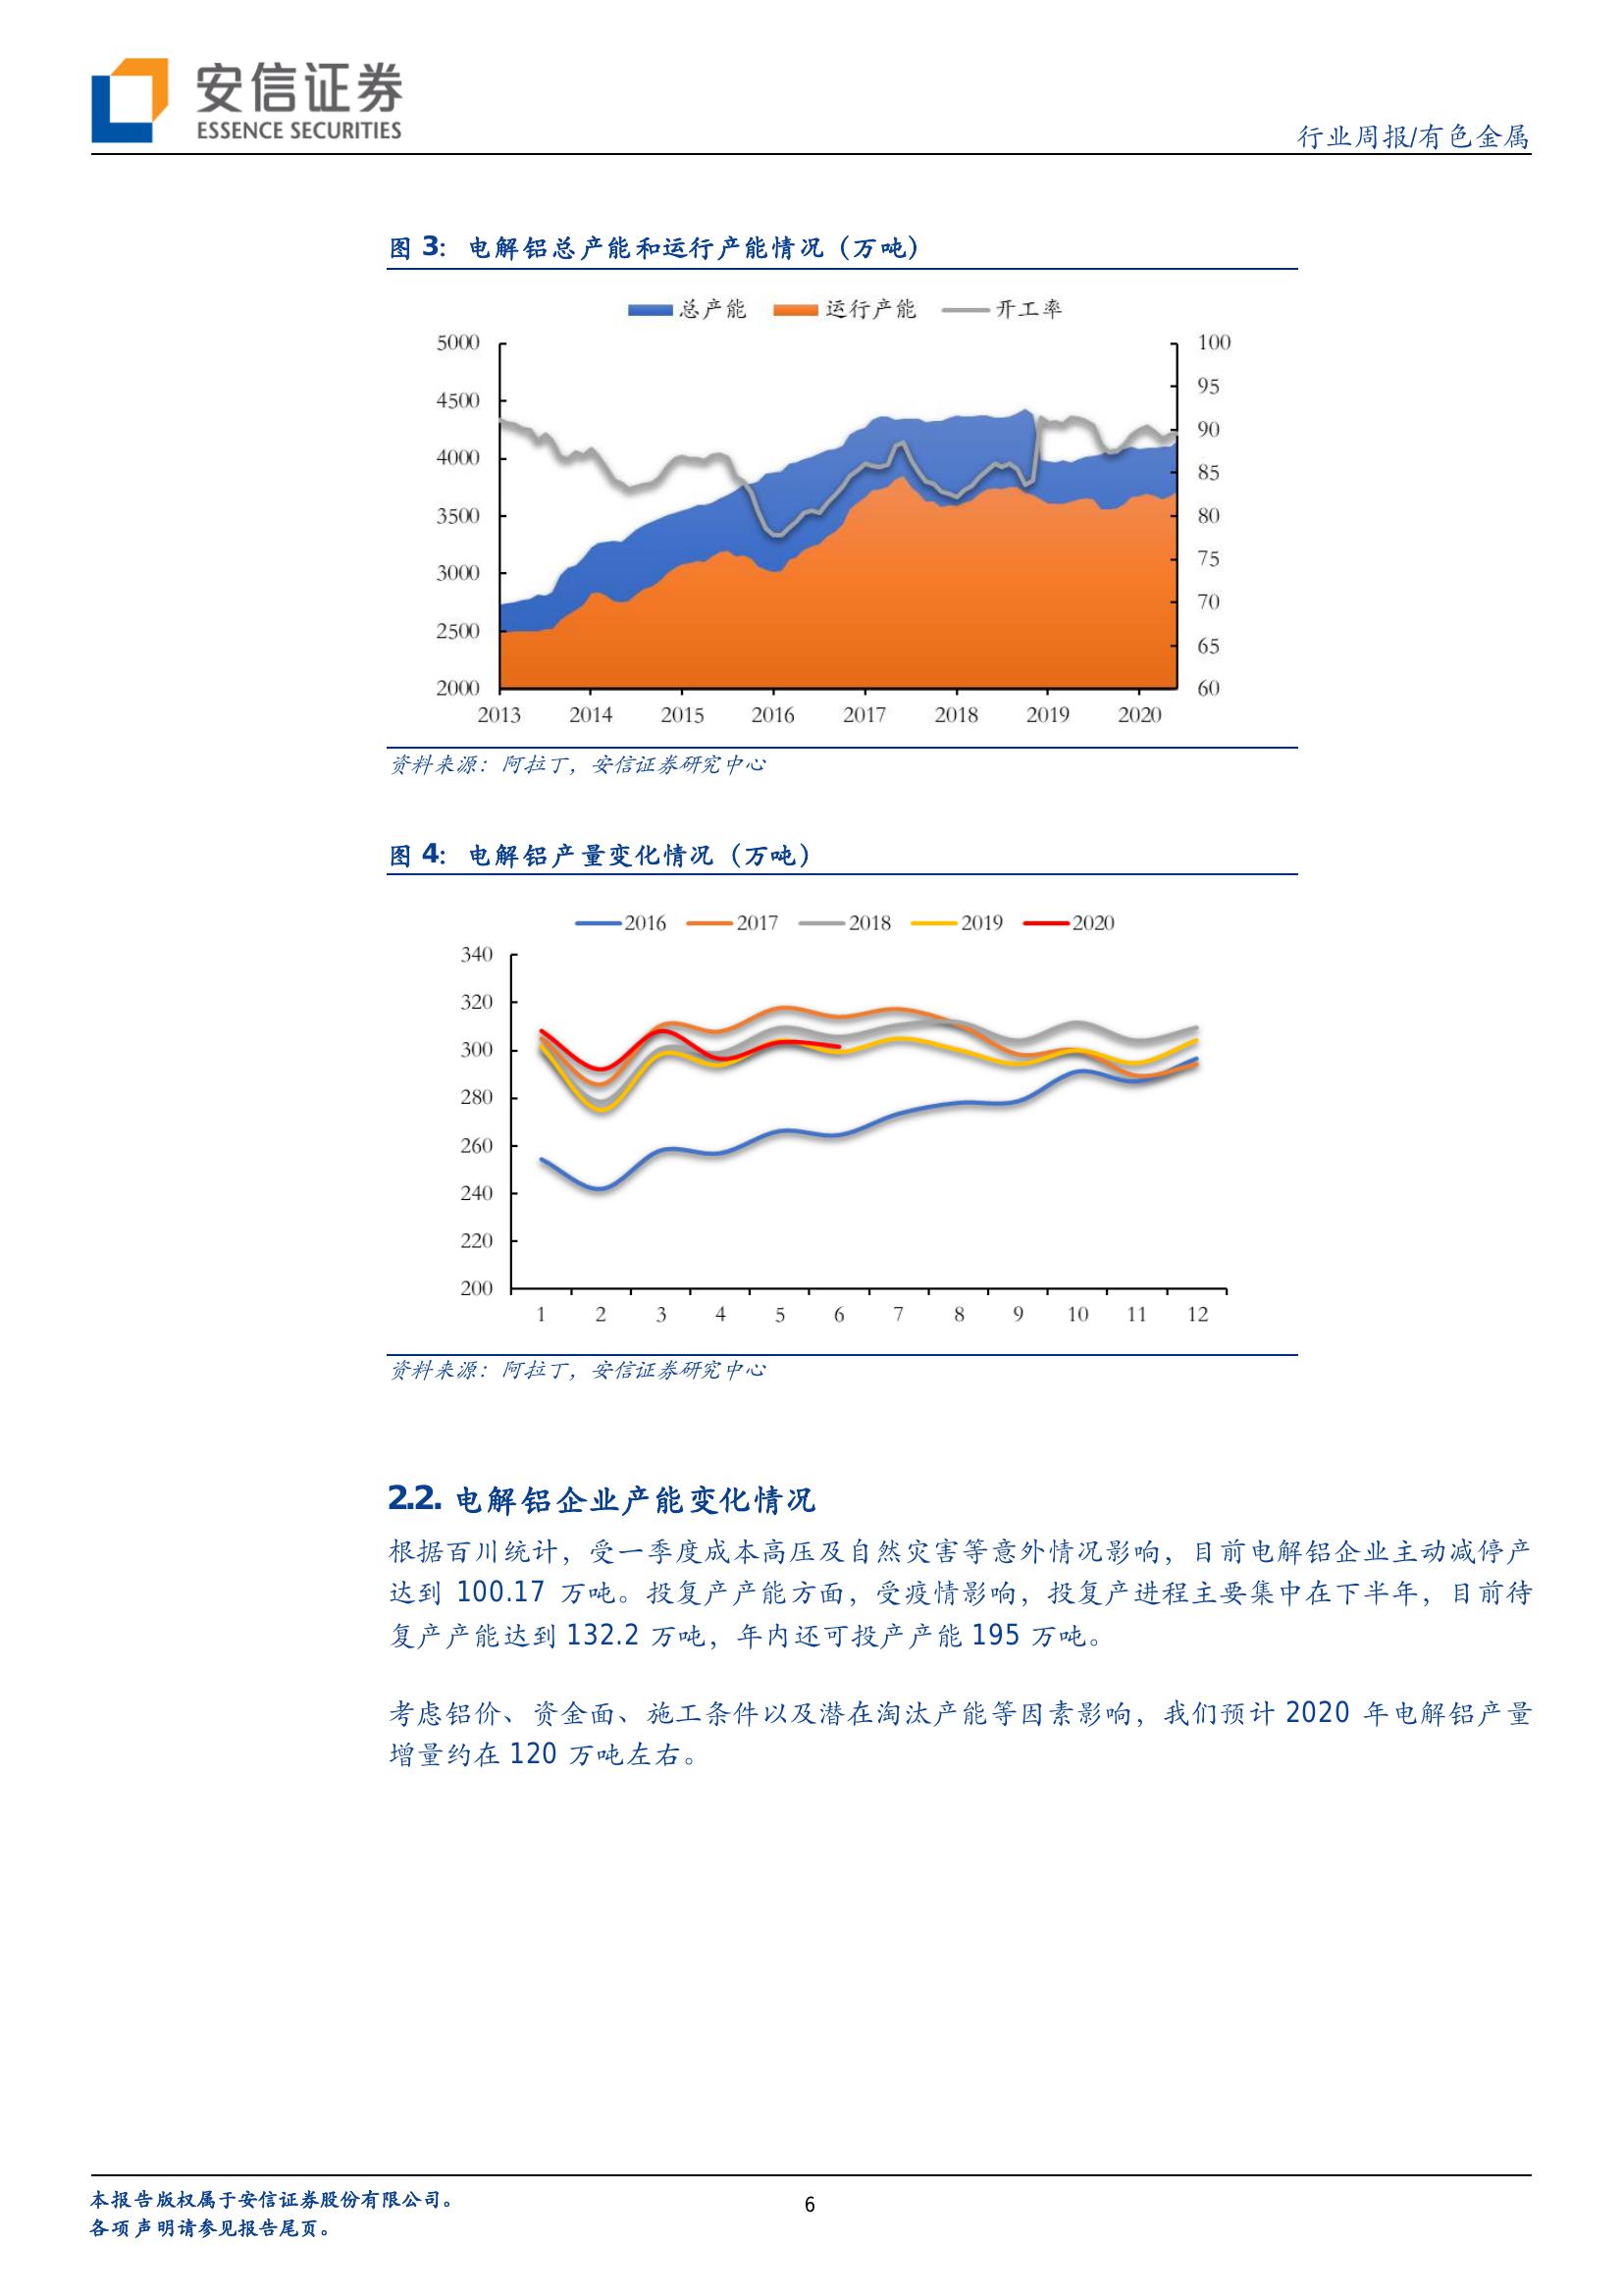 安信证券
ESSENCE SECURITIES
行业周报/有色金属
图 3：电解铝总产能和运行产能情况（万吨）
总产能 运行产能 开工率
5000
4500
4000
3500
3000
2500
2000
100
95
90
85
80
75
70
65
60
2013 2014 2015 2016 2017 2018 2019 2020
资料来源：阿拉丁，安信证券研究中心
图 4：电解铝产量变化情况（万吨）
2016 2017 2018 2019 2020
340
320
300
280
260
240
220
200
1 2 3 4 5 6 7 8 9 10 11 12
资料来源：阿拉丁，安信证券研究中心
2.2. 电解铝企业产能变化情况
根据百川统计，受一季度成本高压及自然灾害等意外情况影响，目前电解铝企业主动减停产
达到 100.17 万吨。投复产产能方面，受疫情影响，投复产进程主要集中在下半年，目前待
复产产能达到 132.2 万吨，年内还可投产产能 195 万吨。
考虑铝价、资金面、施工条件以及潜在淘汰产能等因素影响，我们预计 2020 年电解铝产量
增量约在 120 万吨左右。
本报告版权属于安信证券股份有限公司。
各项声明请参见报告尾页。
6